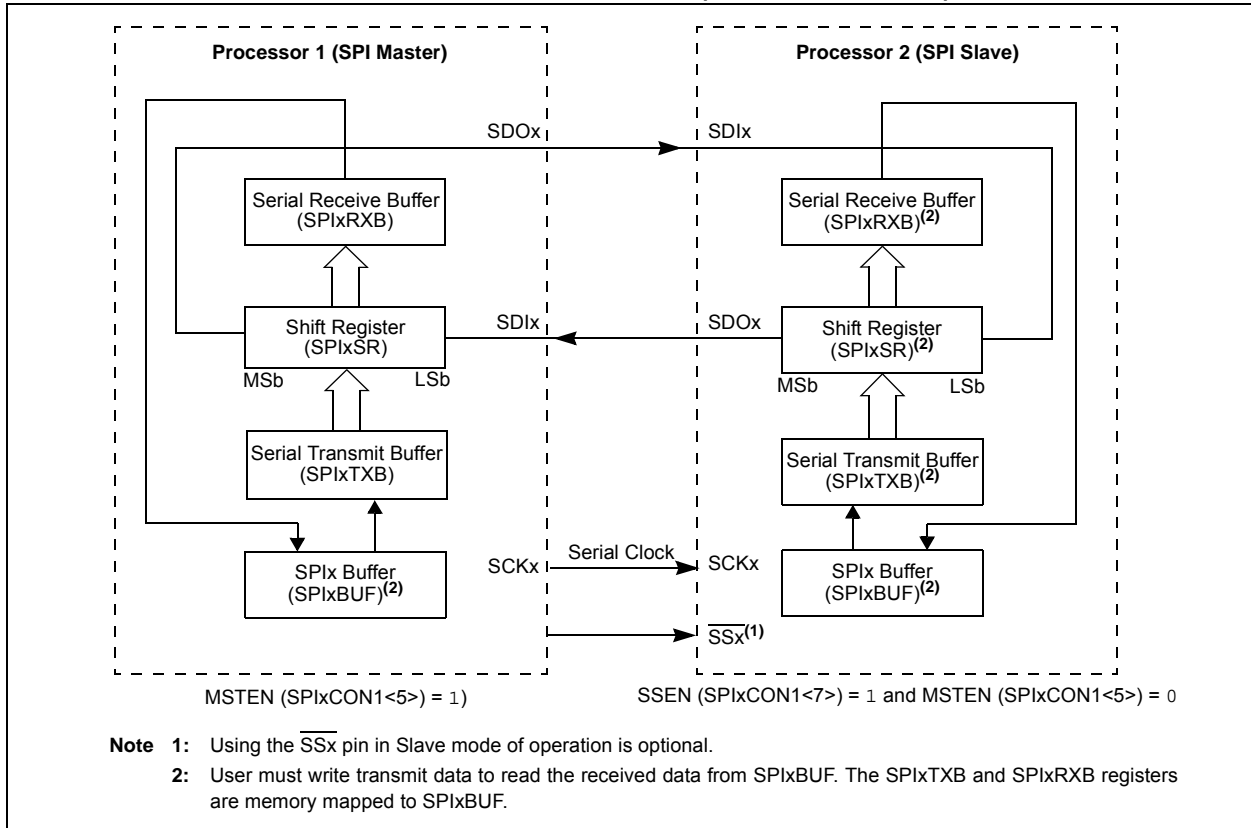 Processor 1 (SPI Master)
Processor 2 (SPI Slave)
SDOx
SDIx
Serial Receive Buffer
(SPIxRXB)
Serial Receive Buffer
(SPIxRXB)(2)
Shift Register
(SPIxSR)
SDIx
SDOx
Shift Register
(SPIxSR)(2)
MSb
LSb
MSb
LSb
Serial Transmit Buffer
(SPIxTXB)
Serial Transmit Buffer
(SPIxTXB)(2)
SPIx Buffer
(SPIxBUF)(2)
SCKx
Serial Clock
SCKx
SPIx Buffer
(SPIxBUF)(2)
SSx(1)
MSTEN (SPIxCON1<5>) = 1)
SSEN (SPIxCON1<7>) = 1 and MSTEN (SPIxCON1<5>) = 0
Note 1: Using the SSx pin in Slave mode of operation is optional.
2: User must write transmit data to read the received data from SPIxBUF. The SPIxTXB and SPIxRXB registers
are memory mapped to SPIxBUF.